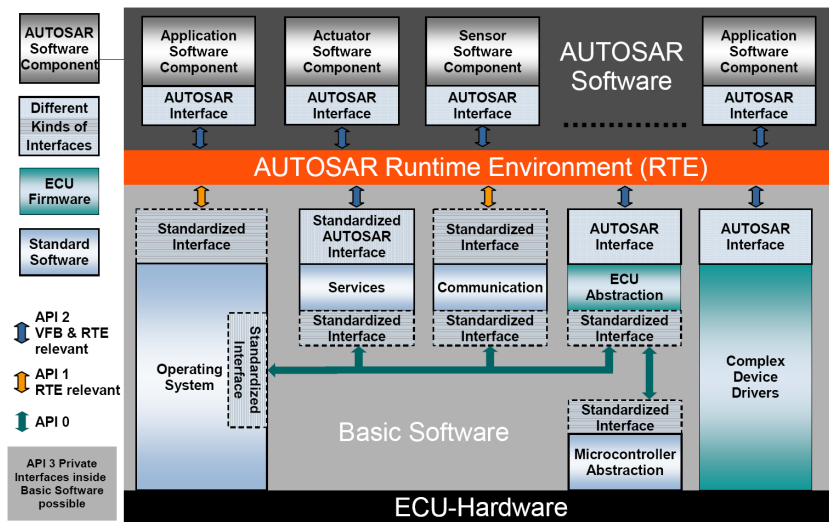 AUTOSAR
Software
Component
Different
Kinds of
Interfaces
ECU
Firmware
Standard
Software
API 2
VFB & RTE
relevant
API 1
RTE relevant
API 0
API 3 Private
Interfaces inside
Basic Software
possible
Application
Software
Component
AUTOSAR
Interface
Actuator
Software
Component
AUTOSAR
Interface
Sensor
Software
Component
AUTOSAR
Interface
AUTOSAR
Software
Application
Software
Component
AUTOSAR
Interface
AUTOSAR Runtime Environment (RTE)
Standardized
Interface
Operating
System
Standardized
Interface
Standardized
AUTOSAR
Interface
Services
Standardized
Interface
Standardized
Interface
Communication
Standardized
Interface
AUTOSAR
Interface
ECU
Abstraction
Standardized
Interface
Standardized
Interface
Microcontroller
Abstraction
AUTOSAR
Interface
Complex
Device
Drivers
Basic Software
ECU-Hardware